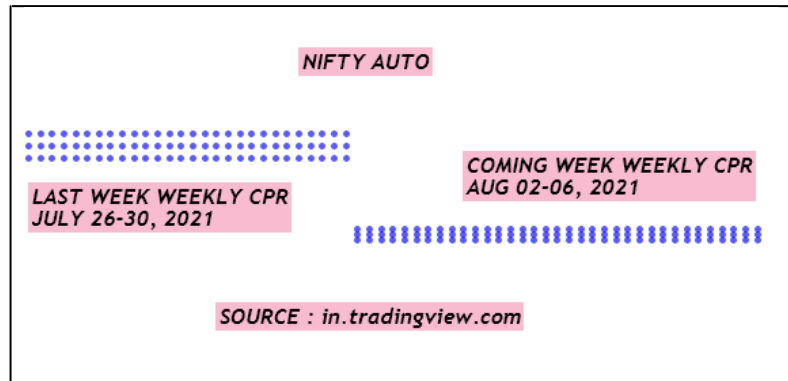 NIFTY AUTO
COMING WEEK WEEKLY CPR
AUG 02-06, 2021
LAST WEEK WEEKLY CPR
JULY 26-30, 2021
SOURCE : in.tradingview.com